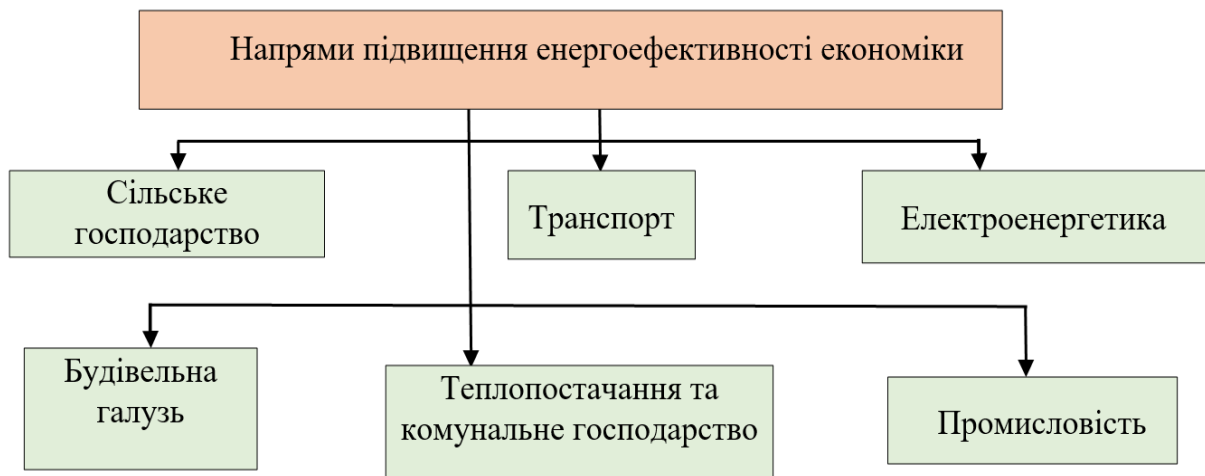 Напрями підвищення енергоефективності економіки
Сільське
господарство
Транспорт
Електроенергетика
Будівельна
галузь
Теплопостачання та
комунальне господарство
Промисловість